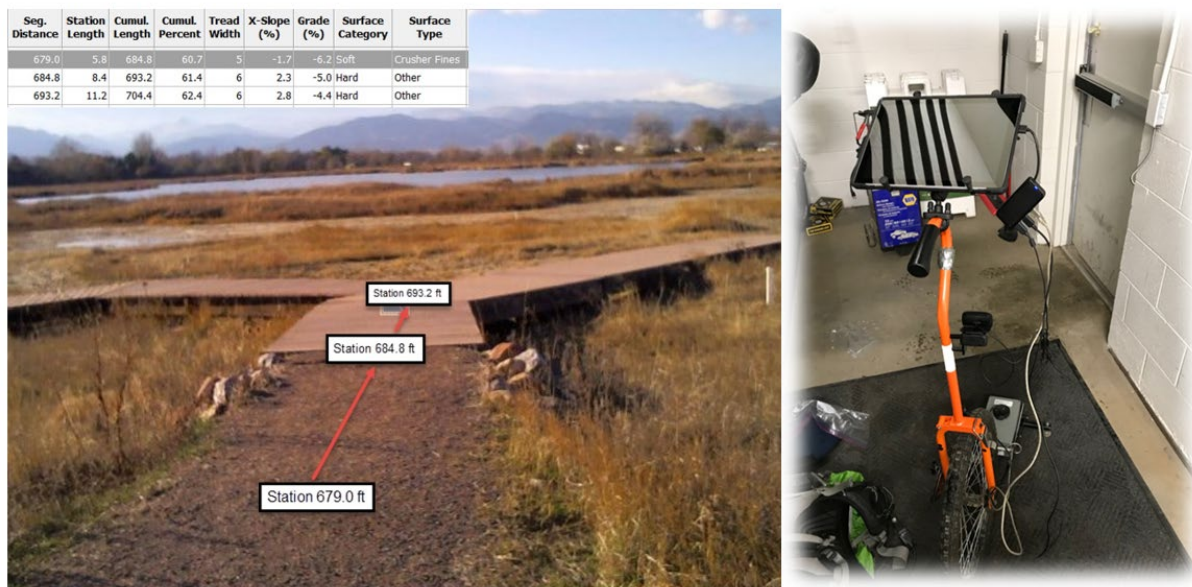 Seg. Distance Station Length Cumul. Length Cumul. Percent Tread Width X-Slope (%) Grade (%) Surface Category Surface Type
679.0 5.8 684.8 60.7 5 -1.7 -6.2 Soft Crusher Fines
684.8 8.4 693.2 61.4 6 2.3 -5.0 Hard Other
693.2 11.2 704.4 62.4 6 2.8 -4.4 Hard Other
Station 693.2 ft
Station 684.8 ft
Station 679.0 ft